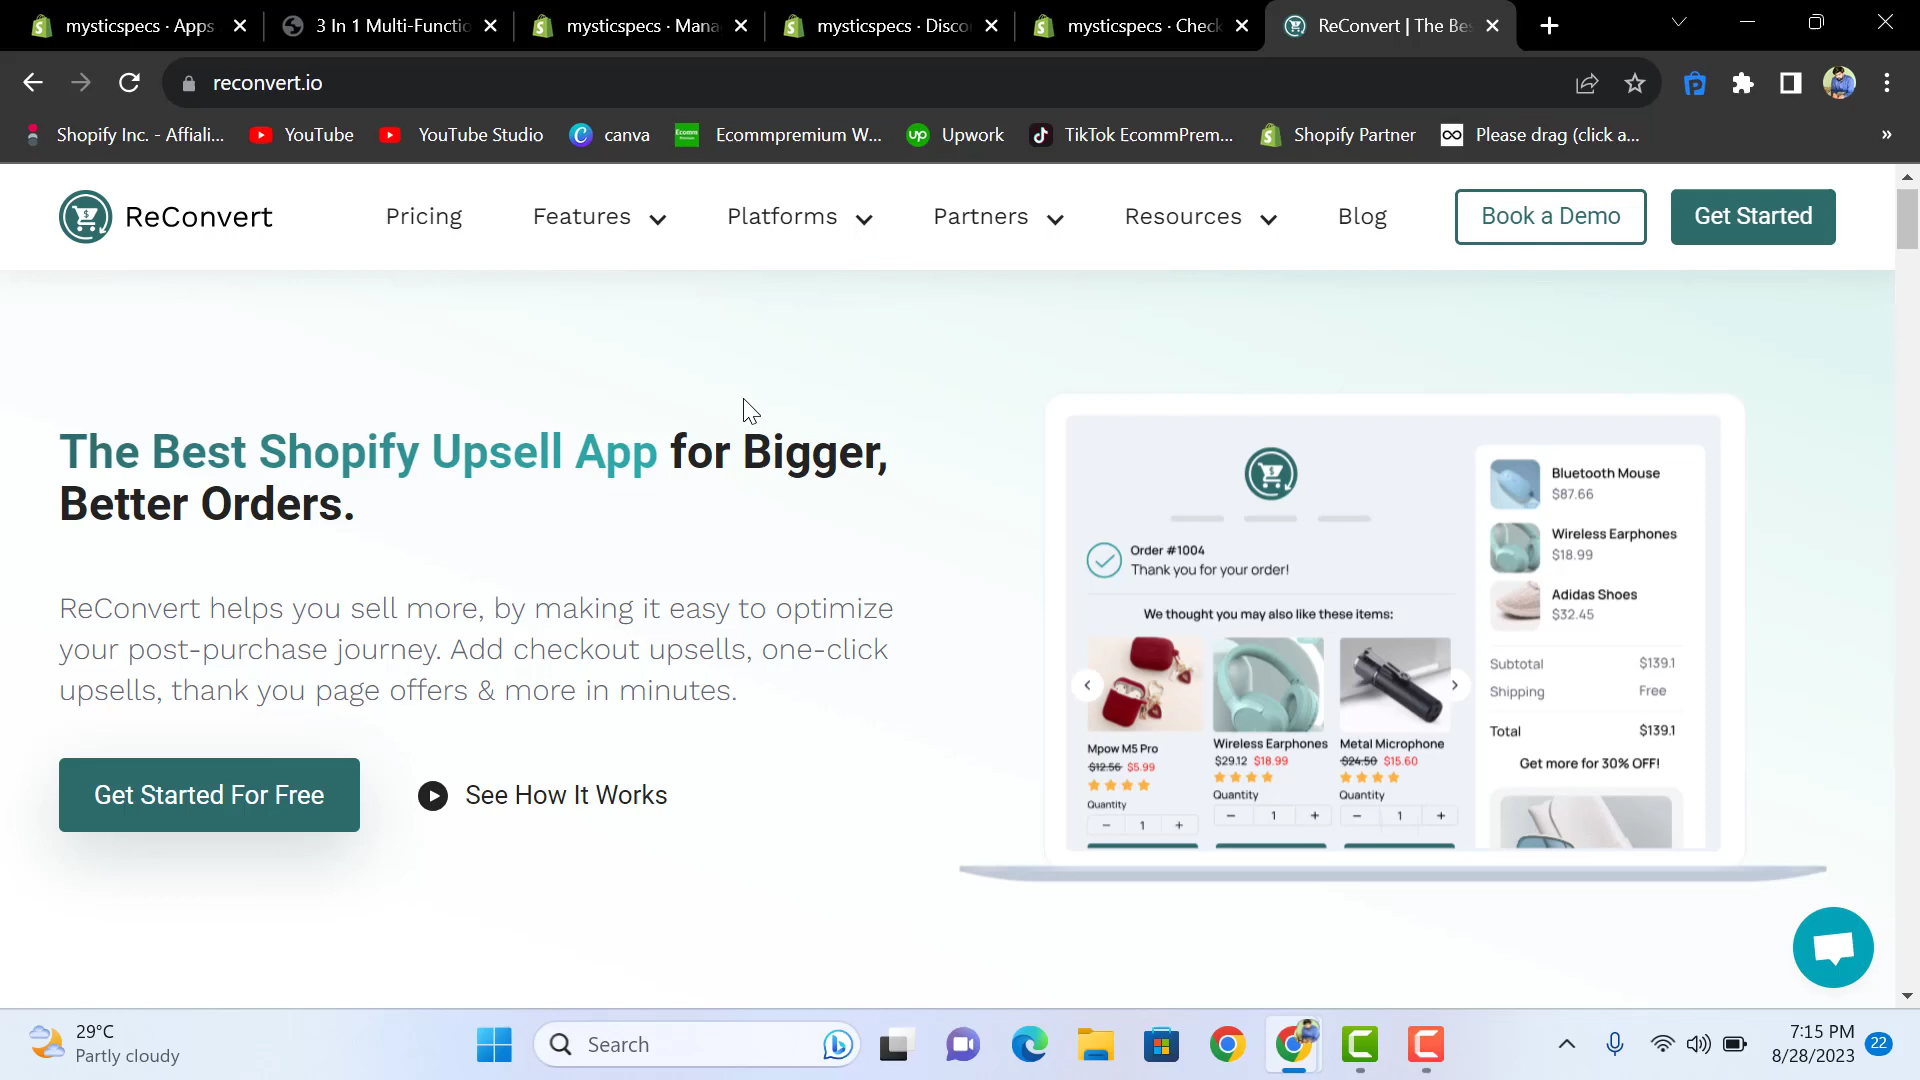 mysticspecs · Apps
3 In 1 Multi-Functio
mysticspecs · Mana
mysticspecs · Disco
mysticspecs · Check
ReConvert | The Bes
reconvert.io
Shopify Inc. - Affiali...
YouTube
YouTube Studio
canva
Ecommpremium W...
Upwork
TikTok EcommPrem...
Shopify Partner
Please drag (click a...
»
ReConvert
Pricing
Features
Platforms
Partners
Resources
Blog
Book a Demo
Get Started
The Best Shopify Upsell App for Bigger,
Better Orders.
ReConvert helps you sell more, by making it easy to optimize
your post-purchase journey. Add checkout upsells, one-click
upsells, thank you page offers & more in minutes.
Get Started For Free
See How It Works
Order #1004
Thank you for your order!
We thought you may also like these items:
Mpow M5 Pro
$12.56 $5.99
Quantity
− 1 +
Wireless Earphones
$29.12 $18.99
Quantity
− 1 +
Metal Microphone
$24.50 $15.60
Quantity
− 1 +
Bluetooth Mouse
$87.66
Wireless Earphones
$18.99
Adidas Shoes
$32.45
Subtotal $139.1
Shipping Free
Total $139.1
Get more for 30% OFF!
29°C
Partly cloudy
Search
7:15 PM
8/28/2023
22